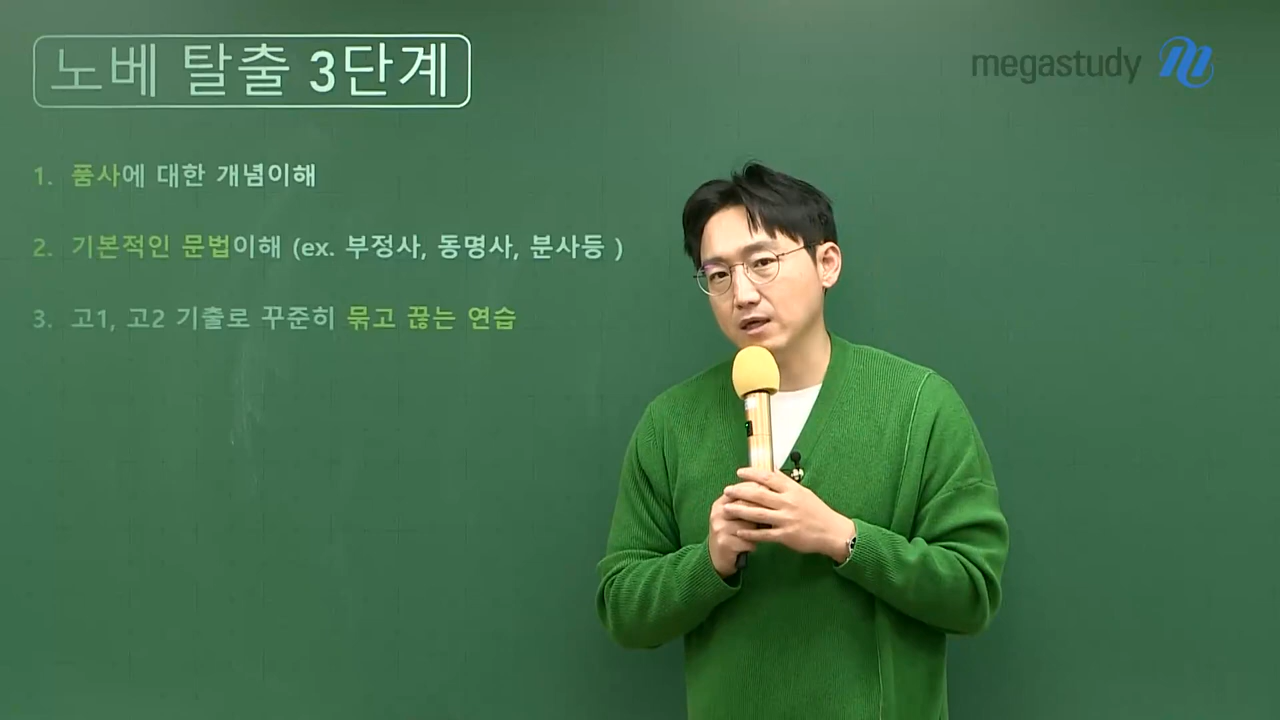 노베 탈출 3단계
megastudy
1. 품사에 대한 개념이해
2. 기본적인 문법이해 (ex. 부정사, 동명사, 분사등 )
3. 고1, 고2 기출로 꾸준히 묶고 끊는 연습